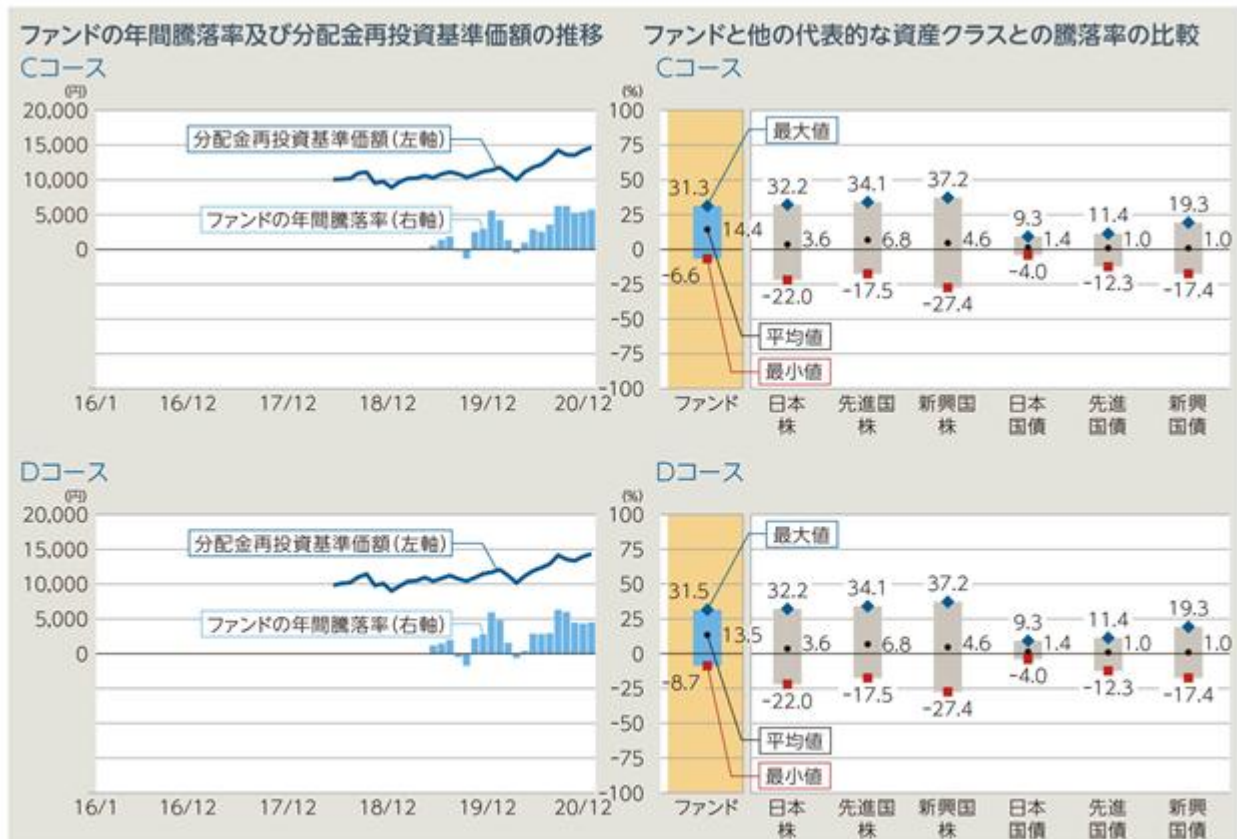 ファンドの年間騰落率及び分配金再投資基準価額の推移
Cコース
(円)
20,000
15,000
10,000
5,000
0
分配金再投資基準価額(左軸)
ファンドの年間騰落率(右軸)
(%)
100
75
50
25
0
-25
-50
-75
-100
16/1 16/12 17/12 18/12 19/12 20/12
ファンドと他の代表的な資産クラスとの騰落率の比較
Cコース
最大値
平均値
最小値
31.3 32.2 34.1 37.2 9.3 11.4 19.3
14.4 3.6 6.8 4.6 1.4 1.0 1.0
-6.6 -22.0 -17.5 -27.4 -4.0 -12.3 -17.4
ファンド 日本株 先進国株 新興国株 日本国債 先進国債 新興国債
Dコース
(円)
20,000
15,000
10,000
5,000
0
分配金再投資基準価額(左軸)
ファンドの年間騰落率(右軸)
(%)
100
75
50
25
0
-25
-50
-75
-100
16/1 16/12 17/12 18/12 19/12 20/12
Dコース
最大値
平均値
最小値
31.5 32.2 34.1 37.2 9.3 11.4 19.3
13.5 3.6 6.8 4.6 1.4 1.0 1.0
-8.7 -22.0 -17.5 -27.4 -4.0 -12.3 -17.4
ファンド 日本株 先進国株 新興国株 日本国債 先進国債 新興国債